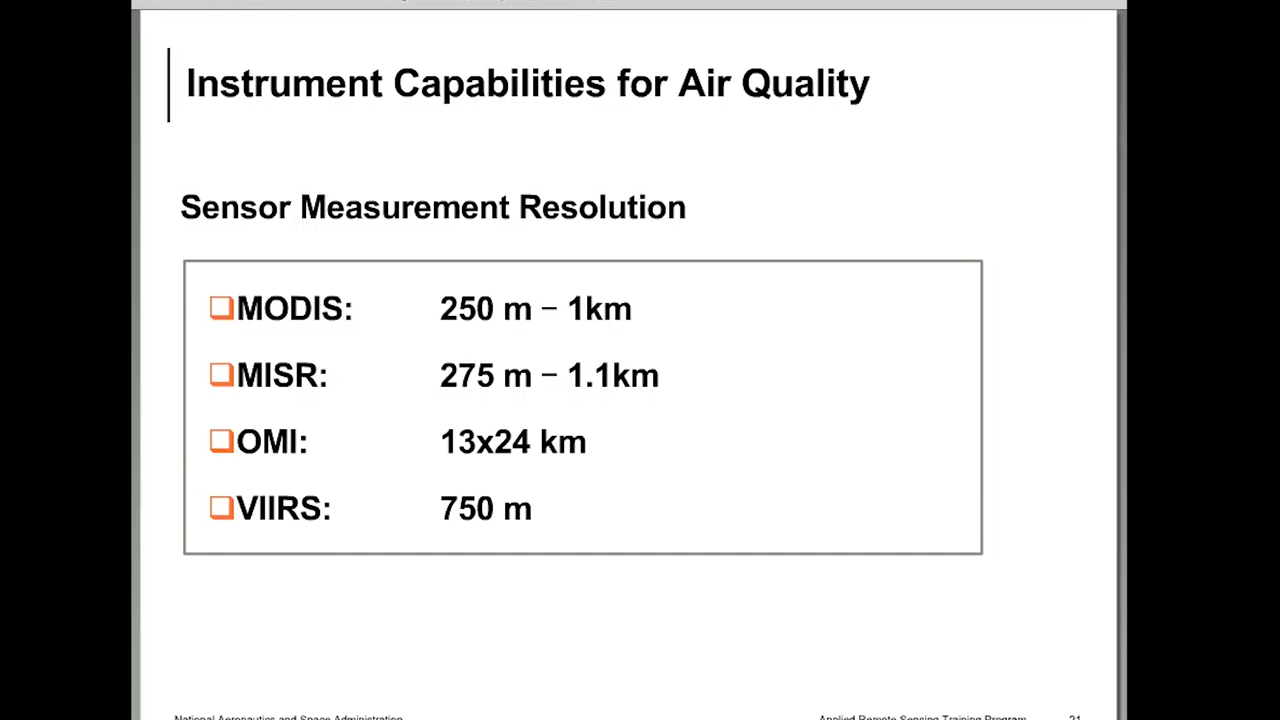 Instrument Capabilities for Air Quality
Sensor Measurement Resolution
MODIS: 250 m – 1km
MISR: 275 m – 1.1km
OMI: 13x24 km
VIIRS: 750 m
National Aeronautics and Space Administration Applied Remote Sensing Training Program 21